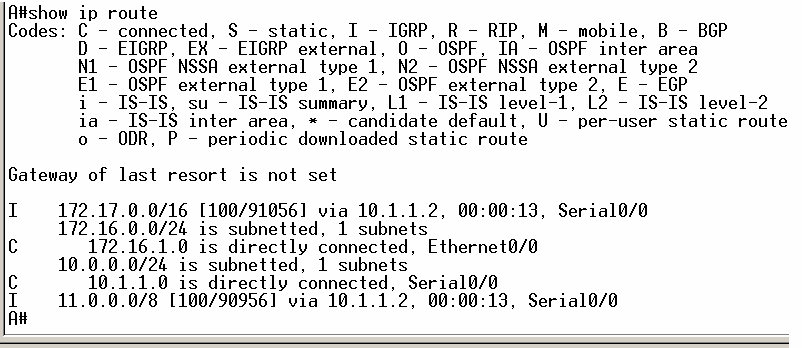 A#show ip route
Codes: C - connected, S - static, I - IGRP, R - RIP, M - mobile, B - BGP
D - EIGRP, EX - EIGRP external, O - OSPF, IA - OSPF inter area
N1 - OSPF NSSA external type 1, N2 - OSPF NSSA external type 2
E1 - OSPF external type 1, E2 - OSPF external type 2, E - EGP
i - IS-IS, su - IS-IS summary, L1 - IS-IS level-1, L2 - IS-IS level-2
ia - IS-IS inter area, * - candidate default, U - per-user static route
o - ODR, P - periodic downloaded static route
Gateway of last resort is not set
I 172.17.0.0/16 [100/91056] via 10.1.1.2, 00:00:13, Serial0/0
172.16.0.0/24 is subnetted, 1 subnets
C 172.16.1.0 is directly connected, Ethernet0/0
10.0.0.0/24 is subnetted, 1 subnets
C 10.1.1.0 is directly connected, Serial0/0
I 11.0.0.0/8 [100/90956] via 10.1.1.2, 00:00:13, Serial0/0
A#